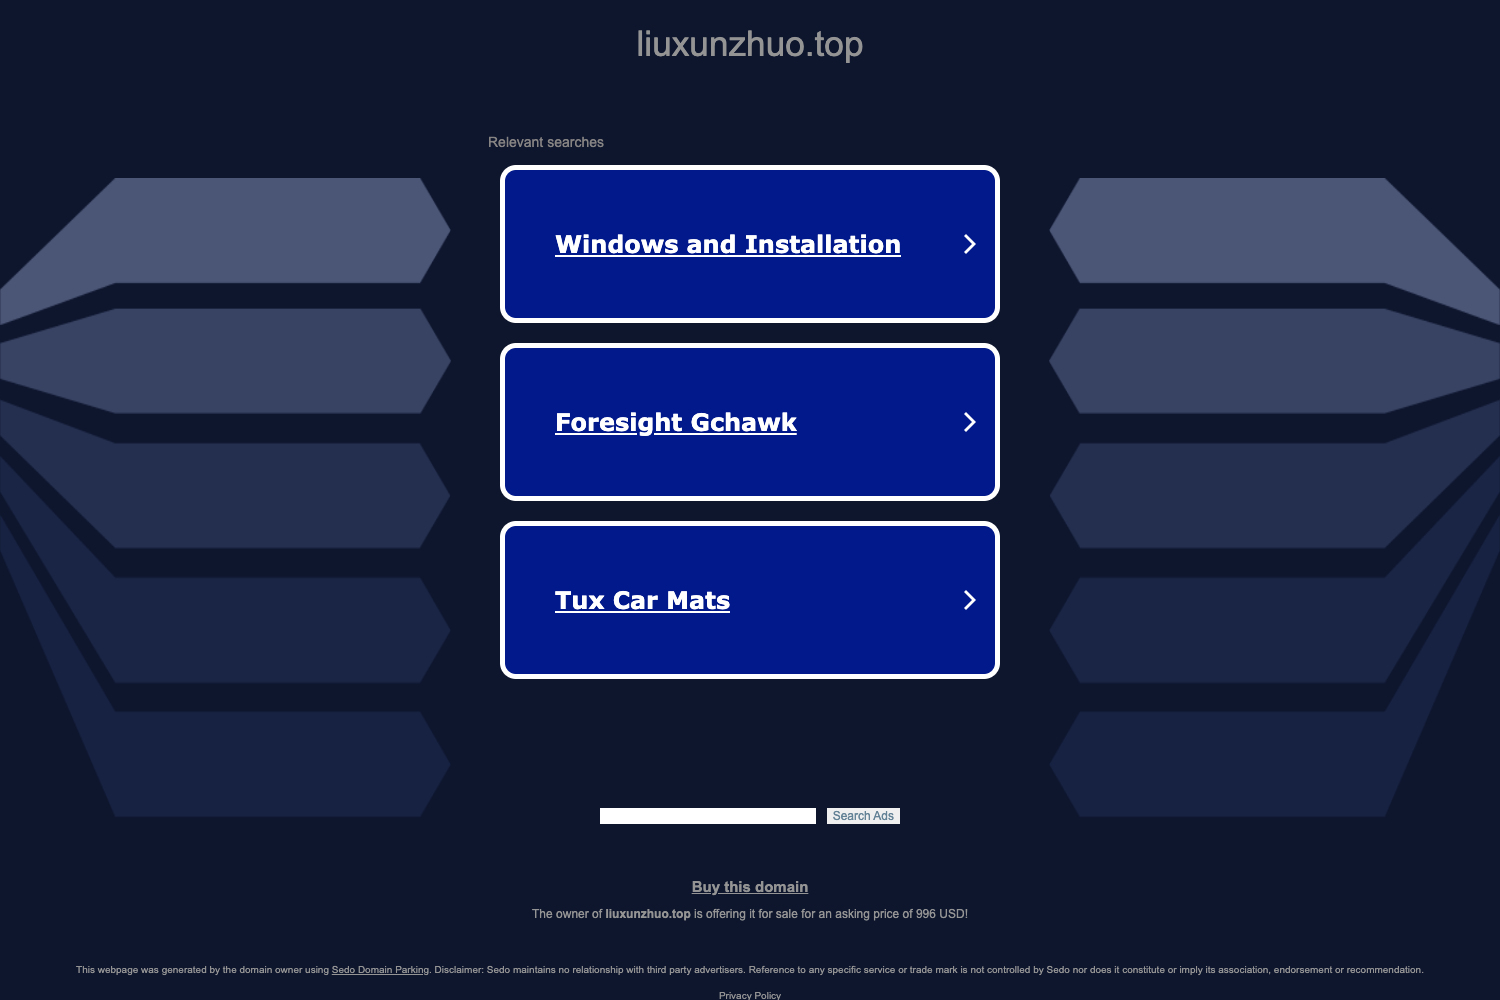 liuxunzhuo.top
Relevant searches
Windows and Installation
Foresight Gchawk
Tux Car Mats
Search Ads
Buy this domain
The owner of liuxunzhuo.top is offering it for sale for an asking price of 996 USD!
This webpage was generated by the domain owner using Sedo Domain Parking. Disclaimer: Sedo maintains no relationship with third party advertisers. Reference to any specific service or trade mark is not controlled by Sedo nor does it constitute or imply its association, endorsement or recommendation.
Privacy Policy